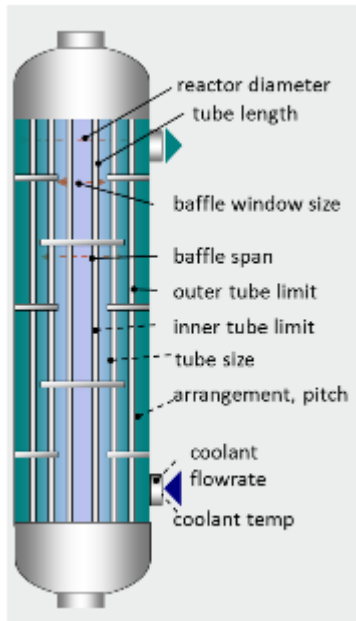 reactor diameter
tube length
baffle window size
baffle span
outer tube limit
inner tube limit
tube size
arrangement, pitch
coolant
flowrate
coolant temp